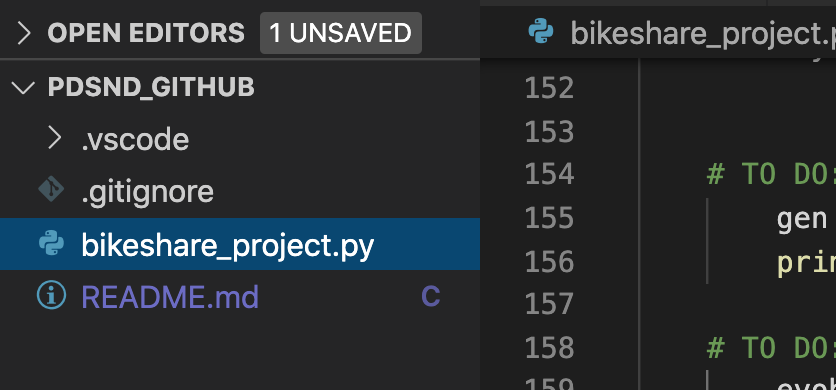 OPEN EDITORS 1 UNSAVED
PDSND_GITHUB
.vscode
.gitignore
bikeshare_project.py
README.md C
bikeshare_project.p
152
153
154 # TO DO:
155 gen
156 prin
157
158 # TO DO:
159